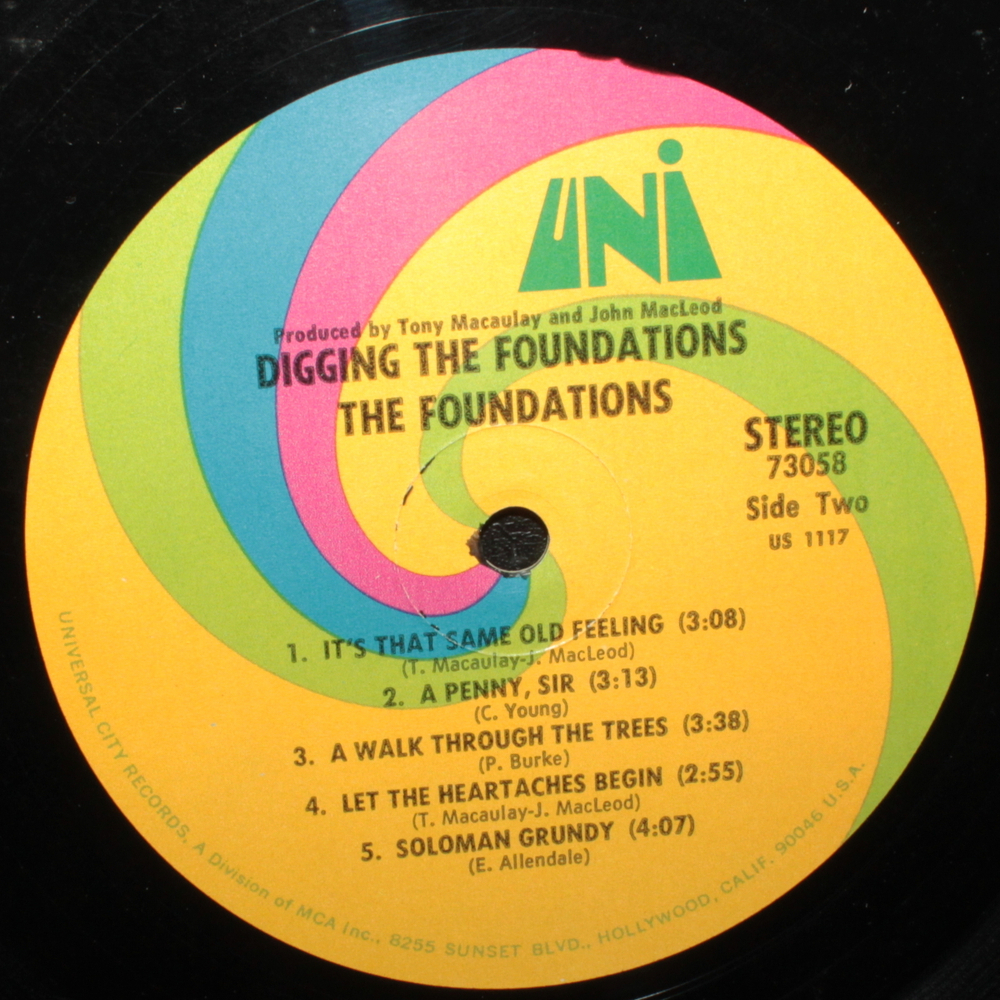 UNi
Produced by Tony Macaulay and John MacLeod
DIGGING THE FOUNDATIONS
THE FOUNDATIONS
STEREO
73058
Side Two
US 1117
1. IT'S THAT SAME OLD FEELING (3:08)
(T. Macaulay-J. MacLeod)
2. A PENNY, SIR (3:13)
(C. Young)
3. A WALK THROUGH THE TREES (3:38)
(P. Burke)
4. LET THE HEARTACHES BEGIN (2:55)
(T. Macaulay-J. MacLeod)
5. SOLOMAN GRUNDY (4:07)
(E. Allendale)
UNIVERSAL CITY RECORDS, A Division of MCA Inc., 8255 SUNSET BLVD., HOLLYWOOD, CALIF. 90046 U.S.A.